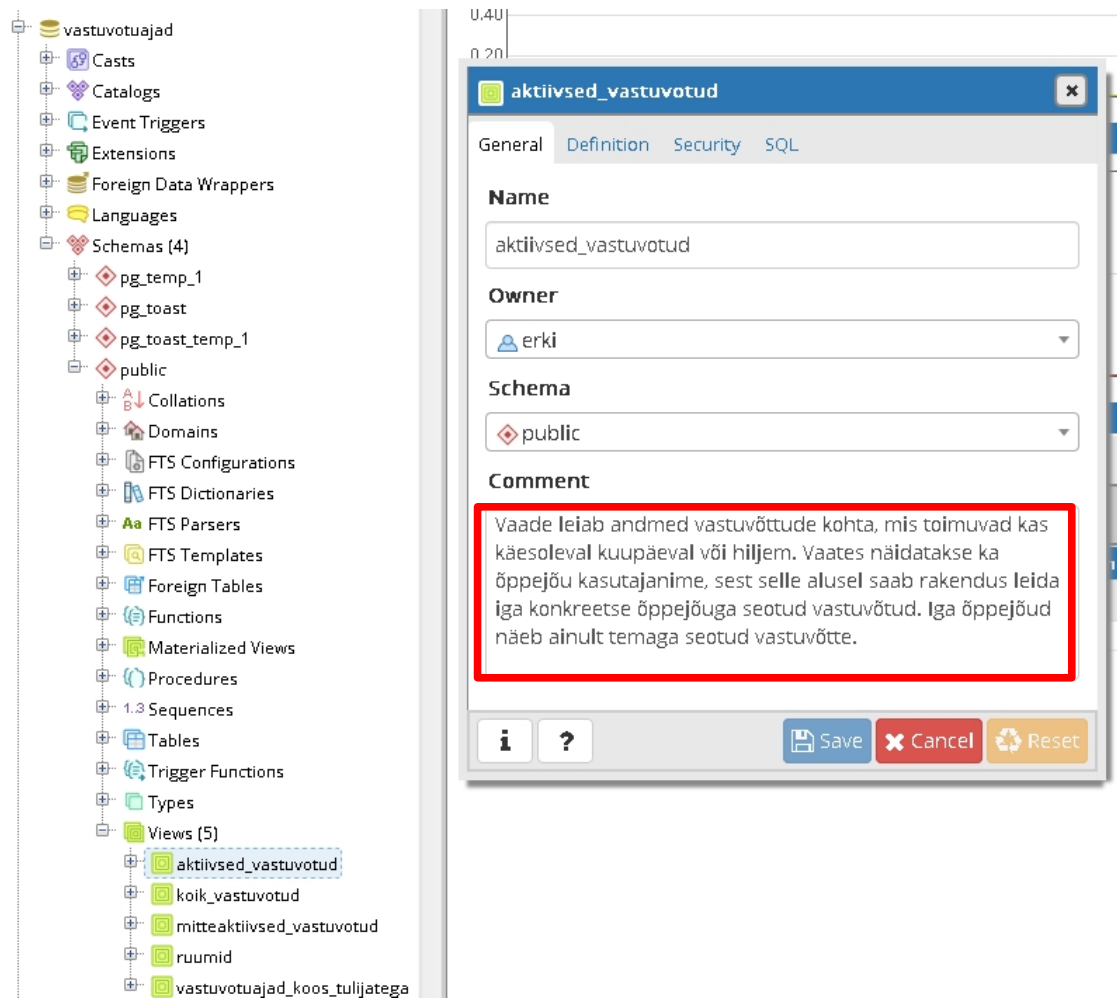 vastuvotuajad
Casts
Catalogs
Event Triggers
Extensions
Foreign Data Wrappers
Languages
Schemas (4)
pg_temp_1
pg_toast
pg_toast_temp_1
public
Collations
Domains
FTS Configurations
FTS Dictionaries
Aa FTS Parsers
FTS Templates
Foreign Tables
Functions
Materialized Views
Procedures
1.3 Sequences
Tables
Trigger Functions
Types
Views (5)
aktiivsed_vastuvotud
koik_vastuvotud
mitteaktiivsed_vastuvotud
ruumid
vastuvotuajad_koos_tulijatega
0.40
0.20
aktiivsed_vastuvotud
General Definition Security SQL
Name
aktiivsed_vastuvotud
Owner
erki
Schema
public
Comment
Vaade leiab andmed vastuvõttude kohta, mis toimuvad kas
käesoleval kuupäeval või hiljem. Vaates näidatakse ka
õppejõu kasutajanime, sest selle alusel saab rakendus leida
iga konkreetse õppejõuga seotud vastuvõtud. Iga õppejõud
näeb ainult temaga seotud vastuvõtte.
i ? Save Cancel Reset